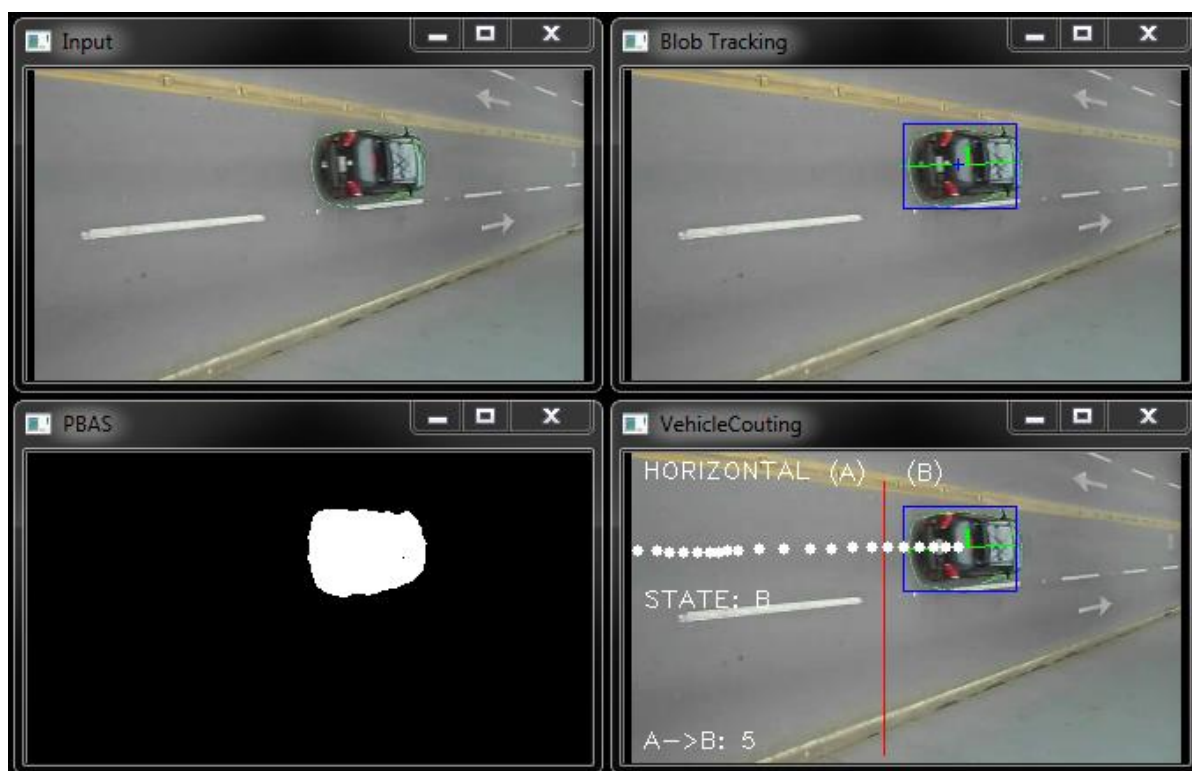 Input
Blob Tracking
PBAS
VehicleCouting
HORIZONTAL (A) (B)
STATE: B
A->B: 5